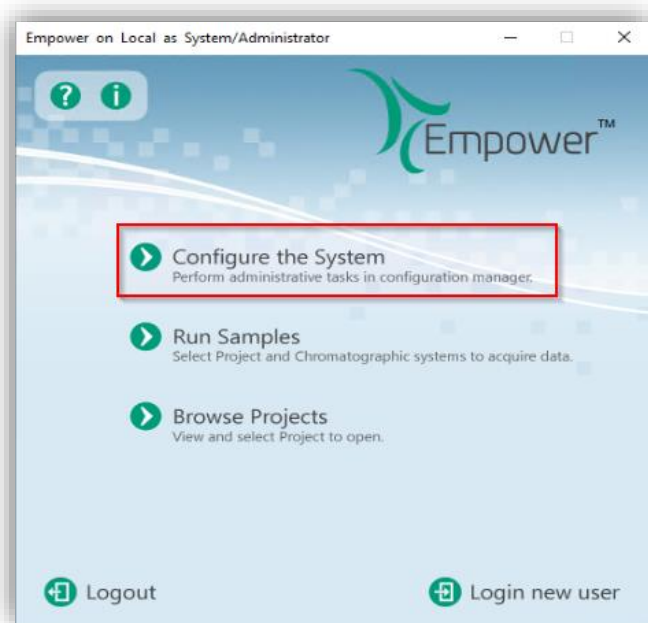 Empower on Local as System/Administrator
Empower™
Configure the System
Perform administrative tasks in configuration manager.
Run Samples
Select Project and Chromatographic systems to acquire data.
Browse Projects
View and select Project to open.
Logout
Login new user